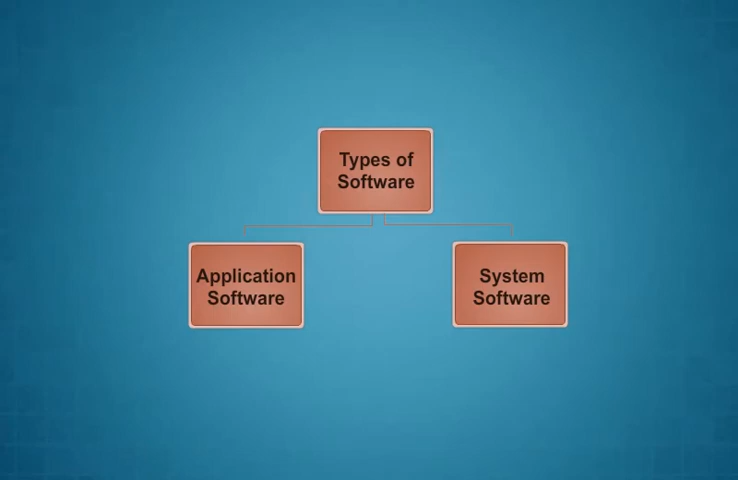 Types of
Software
Application
Software
System
Software